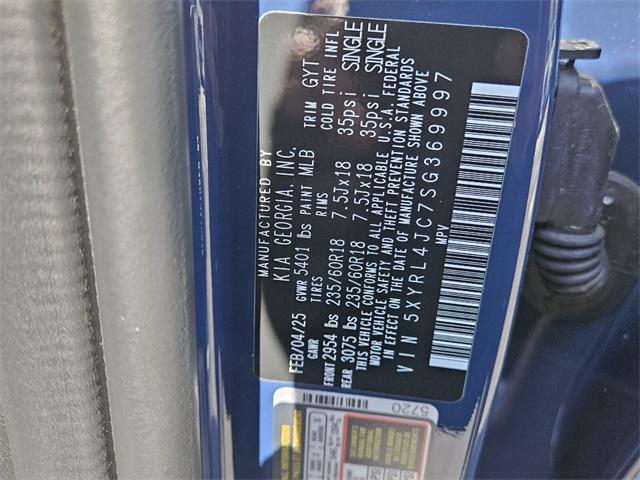 MANUFACTURED BY
KIA GEORGIA, INC.
FEB/04/25 GVWR 5401 lbs PAINT MLB TRIM GYT
GAWR TIRES RIMS COLD TIRE INFL
FRONT 2954 lbs 235/60R18 7.5Jx18 35psi SINGLE
REAR 3075 lbs 235/60R18 7.5Jx18 35psi SINGLE
THIS VEHICLE CONFORMS TO ALL APPLICABLE U.S.A. FEDERAL
MOTOR VEHICLE SAFETY AND THEFT PREVENTION STANDARDS
IN EFFECT ON THE DATE OF MANUFACTURE SHOWN ABOVE
VIN 5XYRL4JC7SG369997
MPV
5720